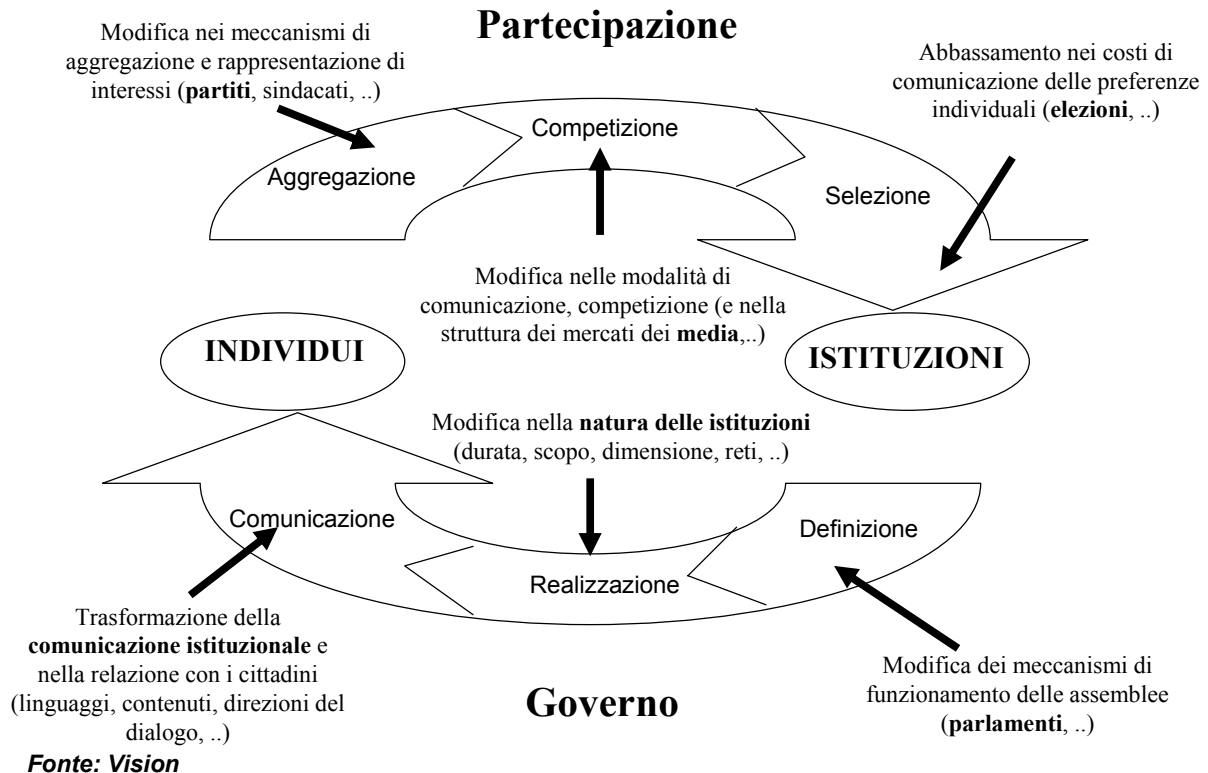 Partecipazione
Modifica nei meccanismi di
aggregazione e rappresentazione di
interessi (partiti, sindacati, ..)
Abbassamento nei costi di
comunicazione delle preferenze
individuali (elezioni, ..)
Aggregazione
Competizione
Selezione
Modifica nelle modalità di
comunicazione, competizione (e nella
struttura dei mercati dei media,..)
INDIVIDUI
ISTITUZIONI
Modifica nella natura delle istituzioni
(durata, scopo, dimensione, reti, ..)
Comunicazione
Realizzazione
Definizione
Trasformazione della
comunicazione istituzionale e
nella relazione con i cittadini
(linguaggi, contenuti, direzioni del
dialogo, ..)
Governo
Modifica dei meccanismi di
funzionamento delle assemblee
(parlamenti, ..)
Fonte: Vision